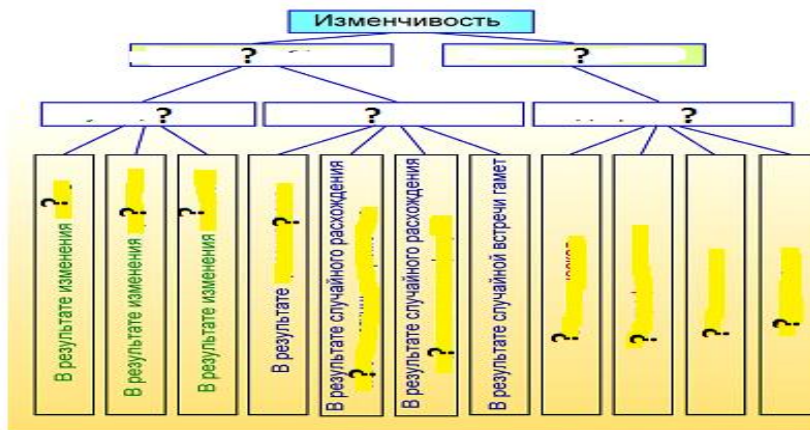 Изменчивость
?
?
?
?
?
В результате изменения ?
В результате изменения ?
В результате изменения ?
В результате ?
В результате случайного расхождения ?
В результате случайного расхождения ?
В результате случайной встречи гамет
?
?
?
?